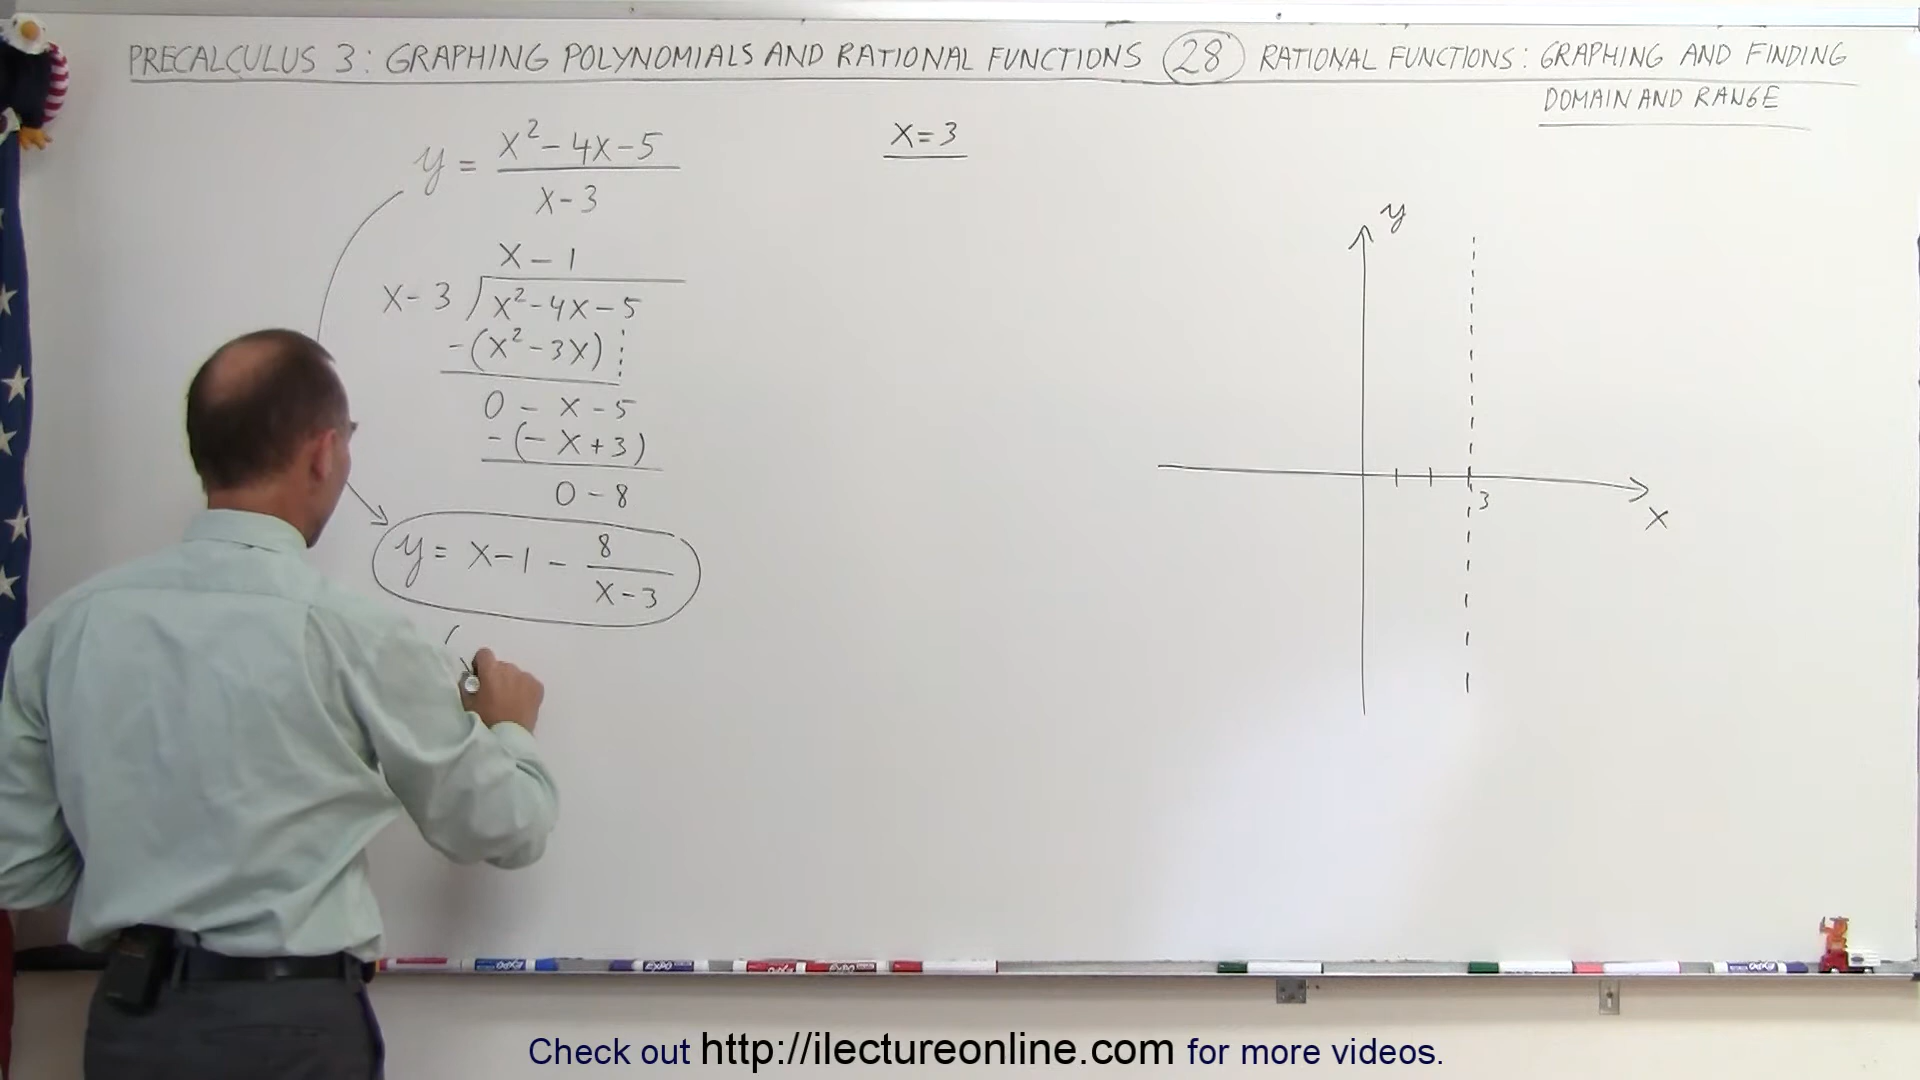 PRECALCULUS 3: GRAPHING POLYNOMIALS AND RATIONAL FUNCTIONS 28 RATIONAL FUNCTIONS: GRAPHING AND FINDING
DOMAIN AND RANGE
y = (x² - 4x - 5) / (x - 3)
x = 3
x - 1
x - 3 √(x² - 4x - 5)
-(x² - 3x)
0 - x - 5
-(-x + 3)
0 - 8
y = x - 1 - 8 / (x - 3)
y
3
x
EXPO
EXPO
Check out http://ilectureonline.com for more videos.